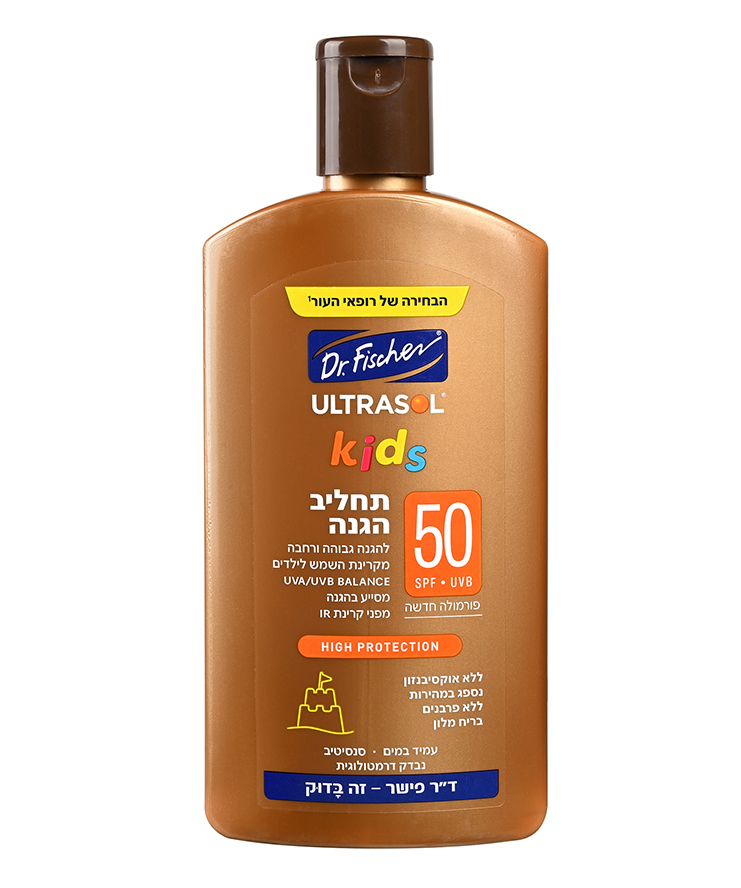 הבחירה של רופאי העור¹
Dr. Fischer®
ULTRASOL®
kids
תחליב
הגנה
להגנה גבוהה ורחבה
מקרינת השמש לילדים
UVA/UVB BALANCE
מסייע בהגנה
מפני קרינת IR
50
SPF • UVB
פורמולה חדשה
HIGH PROTECTION
ללא אוקסיבנזון
נספג במהירות
ללא פרבנים
בריח מלון
עמיד במים • סנסיטיב
נבדק דרמטולוגית
ד"ר פישר – זה בָּדוּק